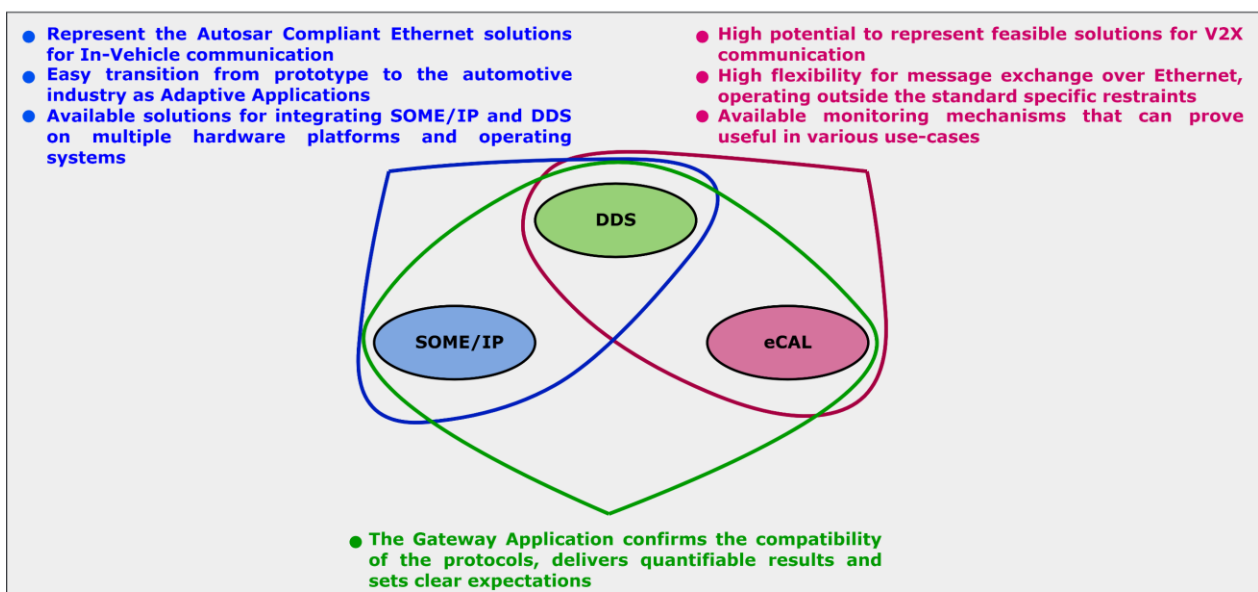 Represent the Autosar Compliant Ethernet solutions
for In-Vehicle communication
Easy transition from prototype to the automotive
industry as Adaptive Applications
Available solutions for integrating SOME/IP and DDS
on multiple hardware platforms and operating
systems
High potential to represent feasible solutions for V2X
communication
High flexibility for message exchange over Ethernet,
operating outside the standard specific restraints
Available monitoring mechanisms that can prove
useful in various use-cases
DDS
SOME/IP
eCAL
The Gateway Application confirms the compatibility
of the protocols, delivers quantifiable results and
sets clear expectations